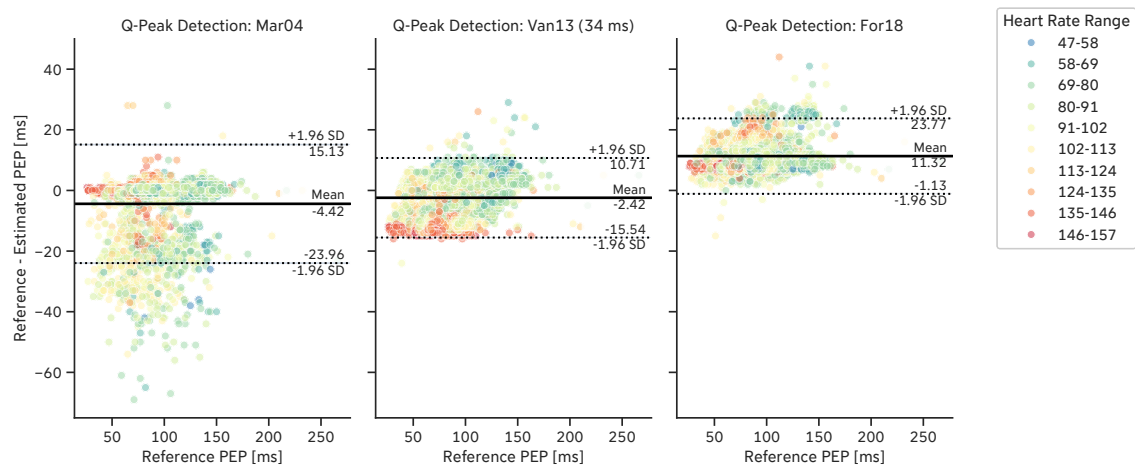 Q-Peak Detection: Mar04
Q-Peak Detection: Van13 (34 ms)
Q-Peak Detection: For18
Reference - Estimated PEP [ms]
40
20
0
−20
−40
−60
+1.96 SD
15.13
Mean
-4.42
-23.96
-1.96 SD
50
100
150
200
250
Reference PEP [ms]
+1.96 SD
10.71
Mean
-2.42
-15.54
-1.96 SD
50
100
150
200
250
Reference PEP [ms]
+1.96 SD
23.77
Mean
11.32
-1.13
-1.96 SD
50
100
150
200
250
Reference PEP [ms]
Heart Rate Range
47-58
58-69
69-80
80-91
91-102
102-113
113-124
124-135
135-146
146-157